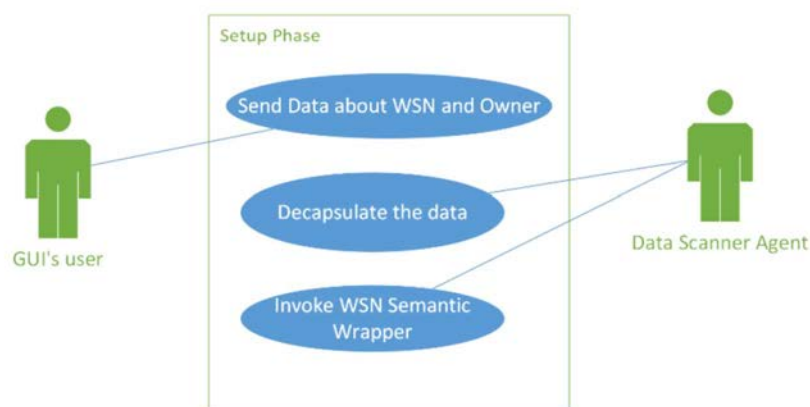 Setup Phase
Send Data about WSN and Owner
Decapsulate the data
GUI's user
Data Scanner Agent
Invoke WSN Semantic
Wrapper